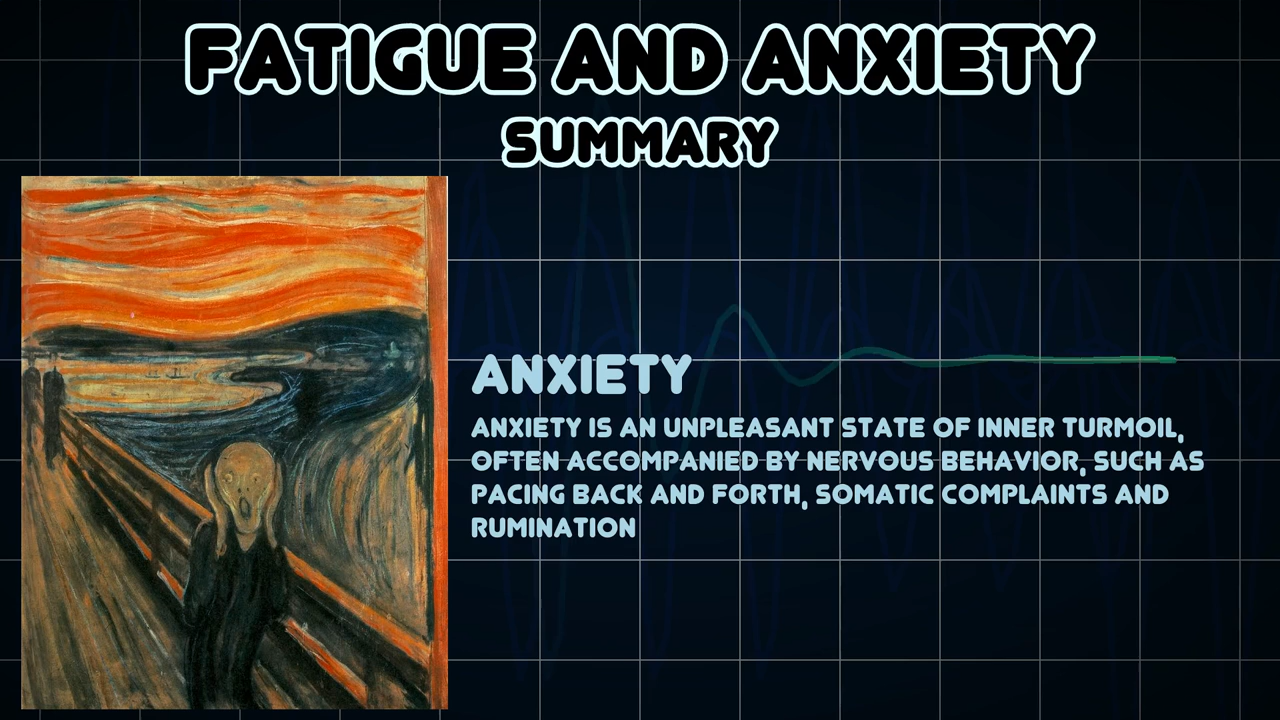 FATIGUE AND ANXIETY
SUMMARY
ANXIETY
ANXIETY IS AN UNPLEASANT STATE OF INNER TURMOIL,
OFTEN ACCOMPANIED BY NERVOUS BEHAVIOR, SUCH AS
PACING BACK AND FORTH, SOMATIC COMPLAINTS AND
RUMINATION